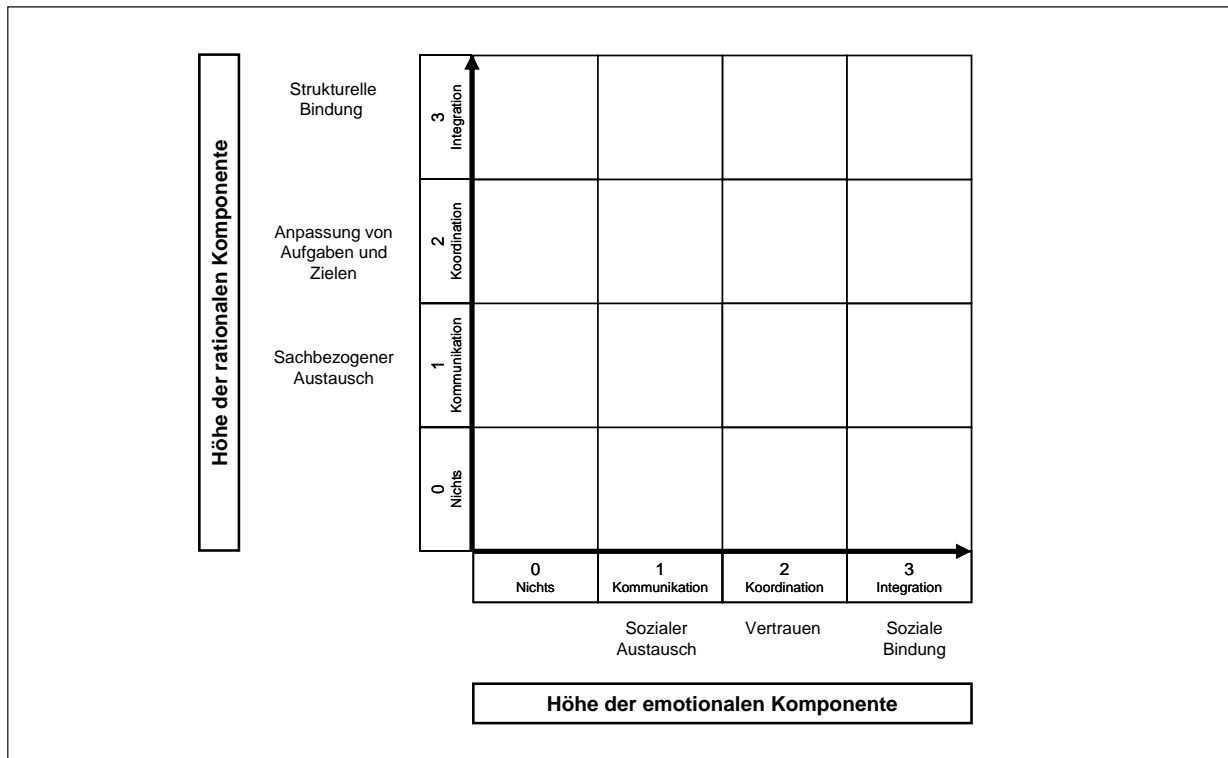 Höhe der rationalen Komponente
Strukturelle
Bindung
Anpassung von
Aufgaben und
Zielen
Sachbezogener
Austausch
3
Integration
2
Koordination
1
Kommunikation
0
Nichts
0
Nichts
1
Kommunikation
2
Koordination
3
Integration
Sozialer
Austausch
Vertrauen
Soziale
Bindung
Höhe der emotionalen Komponente